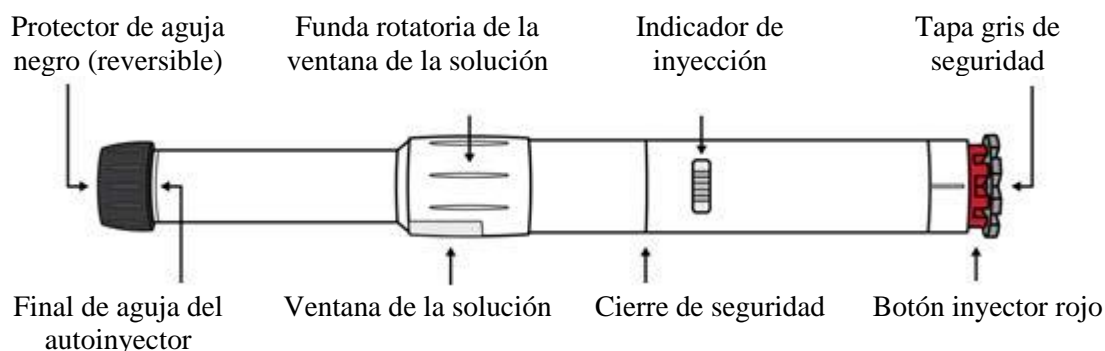 Protector de aguja
negro (reversible)
Funda rotatoria de la
ventana de la solución
Indicador de
inyección
Tapa gris de
seguridad
Final de aguja del
autoinyector
Ventana de la solución
Cierre de seguridad
Botón inyector rojo